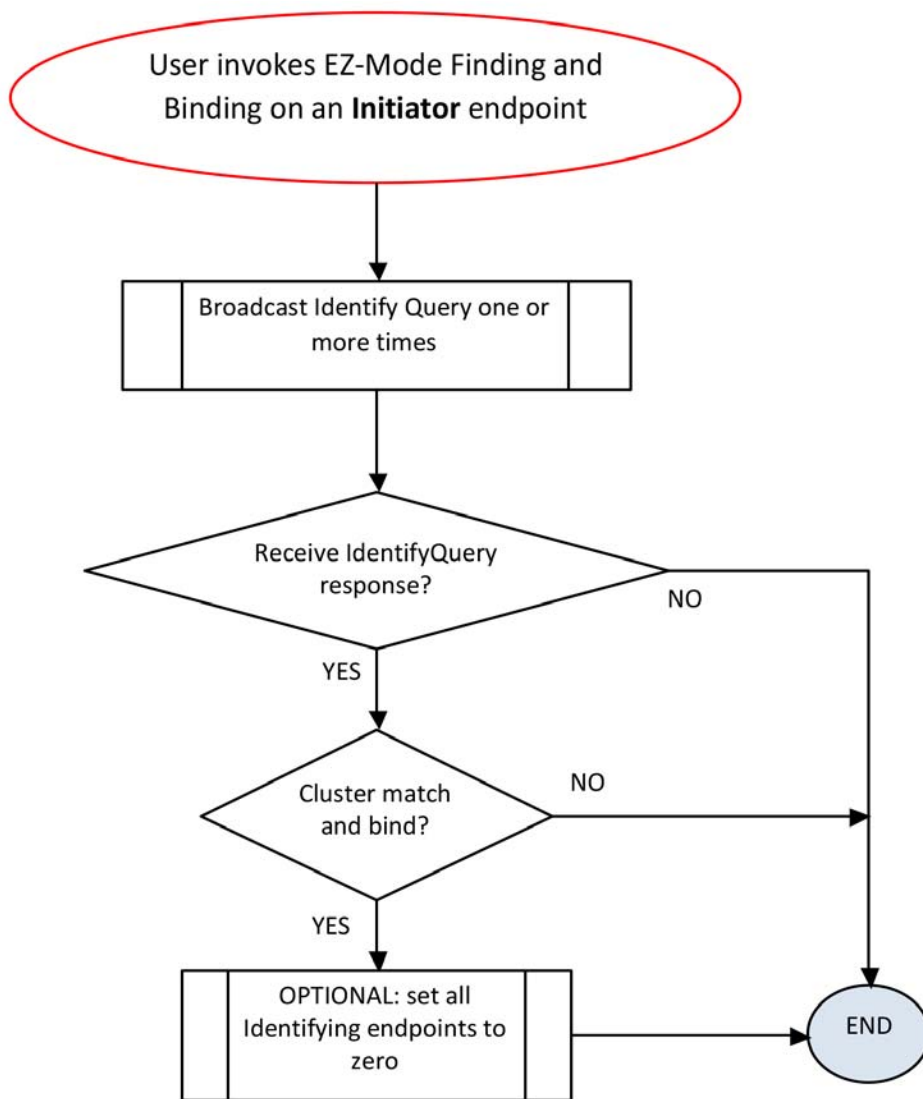 User invokes EZ-Mode Finding and
Binding on an Initiator endpoint
Broadcast Identify Query one or
more times
Receive IdentifyQuery
response?
NO
YES
Cluster match
and bind?
NO
YES
OPTIONAL: set all
Identifying endpoints to
zero
END